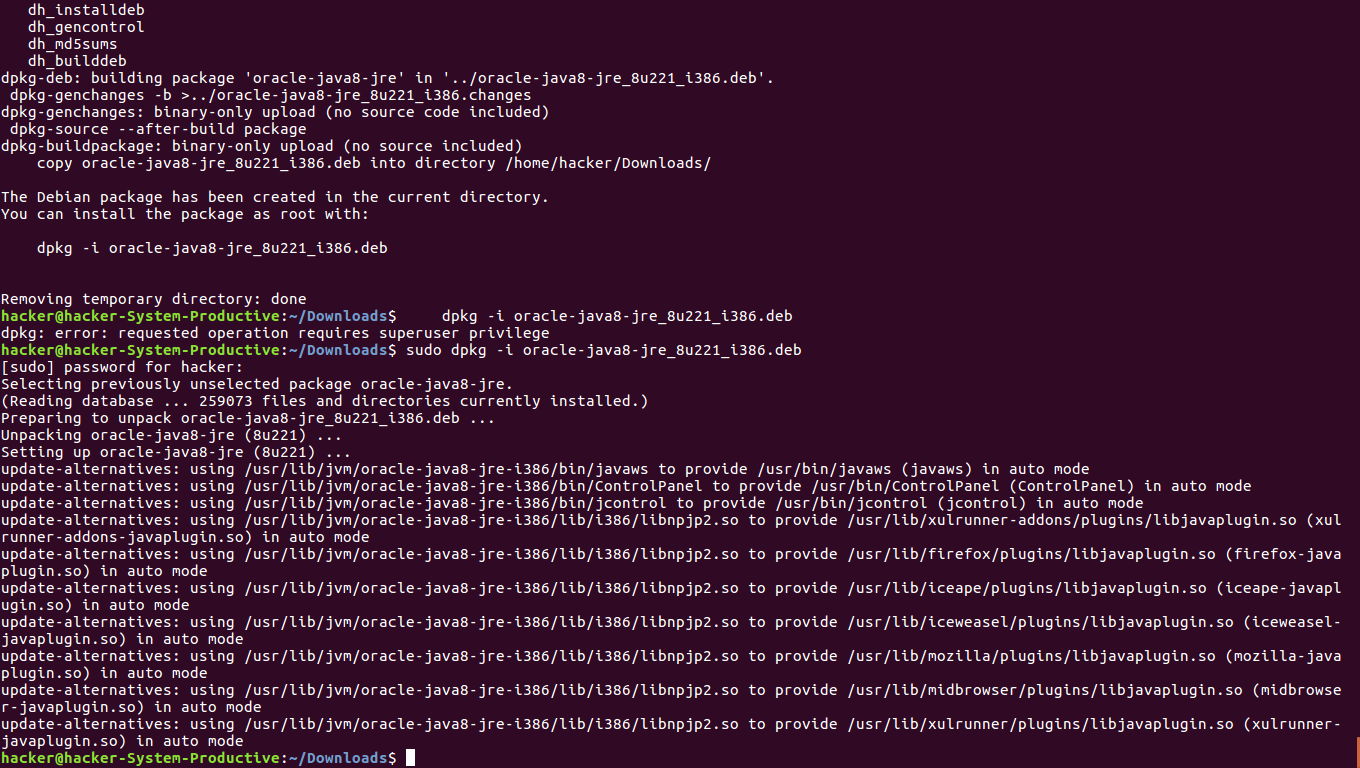 dh_installdeb
   dh_gencontrol
   dh_md5sums
   dh_builddeb
dpkg-deb: building package 'oracle-java8-jre' in '../oracle-java8-jre_8u221_i386.deb'.
 dpkg-genchanges -b >../oracle-java8-jre_8u221_i386.changes
dpkg-genchanges: binary-only upload (no source code included)
 dpkg-source --after-build package
dpkg-buildpackage: binary-only upload (no source included)
    copy oracle-java8-jre_8u221_i386.deb into directory /home/hacker/Downloads/

The Debian package has been created in the current directory.
You can install the package as root with:

    dpkg -i oracle-java8-jre_8u221_i386.deb


Removing temporary directory: done
hacker@hacker-System-Productive:~/Downloads$     dpkg -i oracle-java8-jre_8u221_i386.deb
dpkg: error: requested operation requires superuser privilege
hacker@hacker-System-Productive:~/Downloads$ sudo dpkg -i oracle-java8-jre_8u221_i386.deb
[sudo] password for hacker:
Selecting previously unselected package oracle-java8-jre.
(Reading database ... 259073 files and directories currently installed.)
Preparing to unpack oracle-java8-jre_8u221_i386.deb ...
Unpacking oracle-java8-jre (8u221) ...
Setting up oracle-java8-jre (8u221) ...
update-alternatives: using /usr/lib/jvm/oracle-java8-jre-i386/bin/javaws to provide /usr/bin/javaws (javaws) in auto mode
update-alternatives: using /usr/lib/jvm/oracle-java8-jre-i386/bin/ControlPanel to provide /usr/bin/ControlPanel (ControlPanel) in auto mode
update-alternatives: using /usr/lib/jvm/oracle-java8-jre-i386/bin/jcontrol to provide /usr/bin/jcontrol (jcontrol) in auto mode
update-alternatives: using /usr/lib/jvm/oracle-java8-jre-i386/lib/i386/libnpjp2.so to provide /usr/lib/xulrunner-addons/plugins/libjavaplugin.so (xul
runner-addons-javaplugin.so) in auto mode
update-alternatives: using /usr/lib/jvm/oracle-java8-jre-i386/lib/i386/libnpjp2.so to provide /usr/lib/firefox/plugins/libjavaplugin.so (firefox-java
plugin.so) in auto mode
update-alternatives: using /usr/lib/jvm/oracle-java8-jre-i386/lib/i386/libnpjp2.so to provide /usr/lib/iceape/plugins/libjavaplugin.so (iceape-javapl
ugin.so) in auto mode
update-alternatives: using /usr/lib/jvm/oracle-java8-jre-i386/lib/i386/libnpjp2.so to provide /usr/lib/iceweasel/plugins/libjavaplugin.so (iceweasel-
javaplugin.so) in auto mode
update-alternatives: using /usr/lib/jvm/oracle-java8-jre-i386/lib/i386/libnpjp2.so to provide /usr/lib/mozilla/plugins/libjavaplugin.so (mozilla-java
plugin.so) in auto mode
update-alternatives: using /usr/lib/jvm/oracle-java8-jre-i386/lib/i386/libnpjp2.so to provide /usr/lib/midbrowser/plugins/libjavaplugin.so (midbrowse
r-javaplugin.so) in auto mode
update-alternatives: using /usr/lib/jvm/oracle-java8-jre-i386/lib/i386/libnpjp2.so to provide /usr/lib/xulrunner/plugins/libjavaplugin.so (xulrunner-
javaplugin.so) in auto mode
hacker@hacker-System-Productive:~/Downloads$